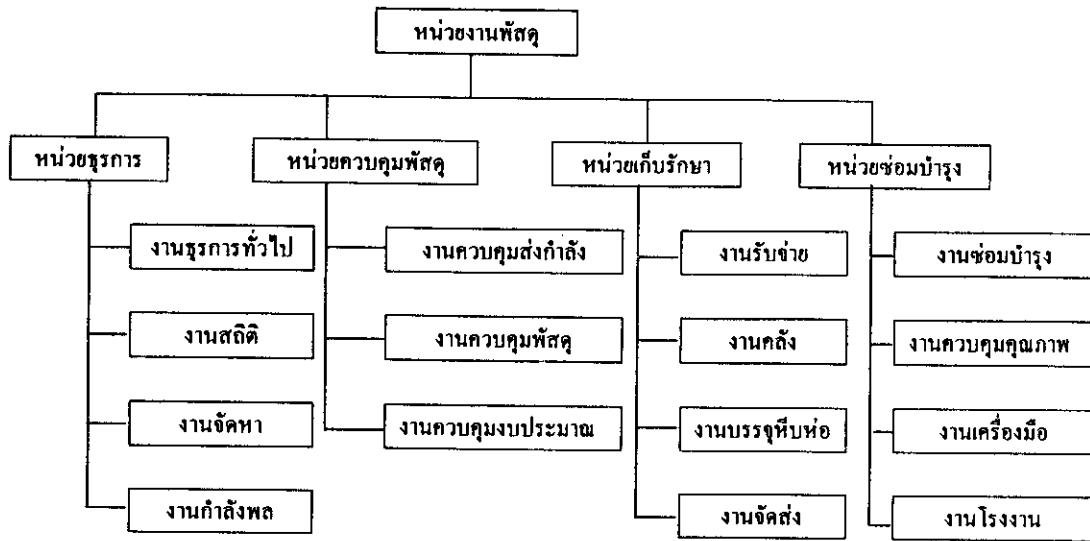 หน่วยงานพัสดุ
หน่วยธุรการ
หน่วยควบคุมพัสดุ
หน่วยเก็บรักษา
หน่วยซ่อมบำรุง
งานธุรการทั่วไป
งานควบคุมส่งกำลัง
งานรับจ่าย
งานซ่อมบำรุง
งานสถิติ
งานควบคุมพัสดุ
งานคลัง
งานควบคุมคุณภาพ
งานจัดหา
งานควบคุมงบประมาณ
งานบรรจุหีบห่อ
งานเครื่องมือ
งานกำลังพล
งานจัดส่ง
งานโรงงาน